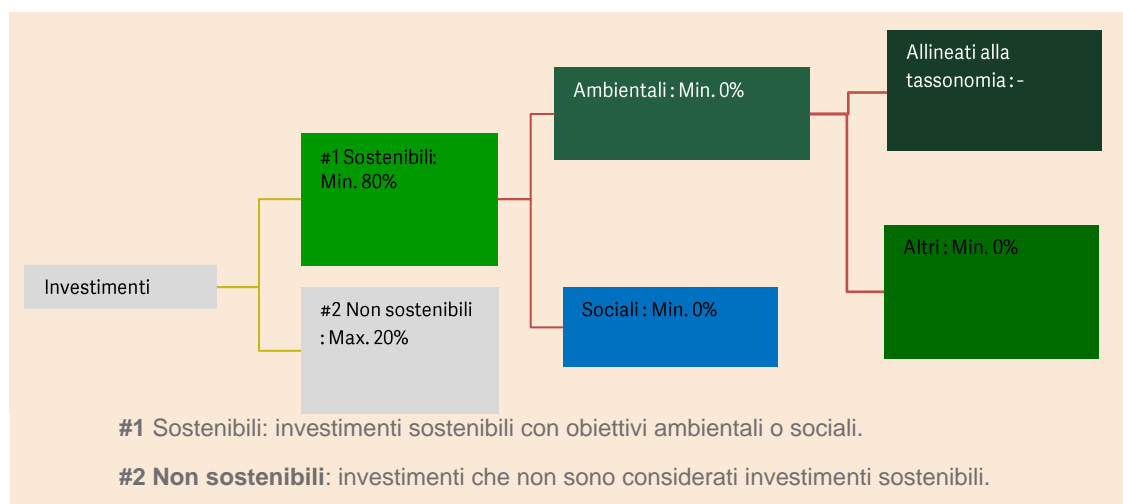 Investimenti
#1 Sostenibili:
Min. 80%
#2 Non sostenibili
: Max. 20%
Ambientali : Min. 0%
Sociali : Min. 0%
Allineati alla
tassonomia : -
Altri : Min. 0%
#1 Sostenibili: investimenti sostenibili con obiettivi ambientali o sociali.
#2 Non sostenibili: investimenti che non sono considerati investimenti sostenibili.